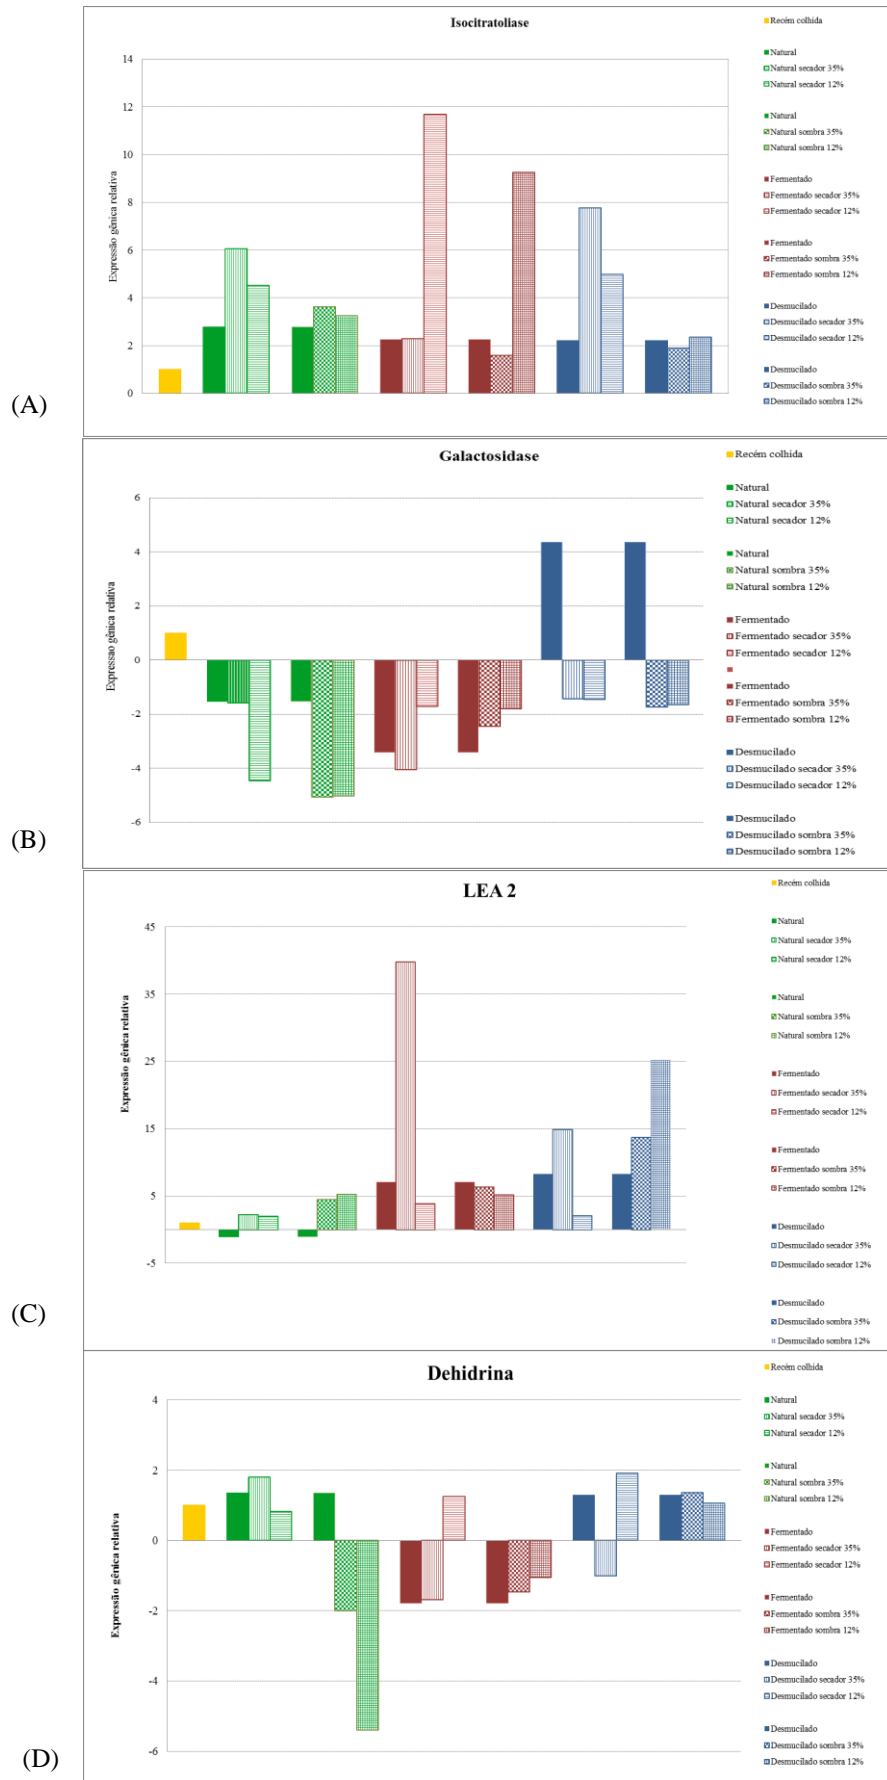 (A)
Isocitratoliase
Expressão gênica relativa
14
12
10
8
6
4
2
0
Recém colhida
Natural
Natural secador 35%
Natural secador 12%
Natural
Natural sombra 35%
Natural sombra 12%
Fermentado
Fermentado secador 35%
Fermentado secador 12%
Fermentado
Fermentado sombra 35%
Fermentado sombra 12%
Desmucilado
Desmucilado secador 35%
Desmucilado secador 12%
Desmucilado
Desmucilado sombra 35%
Desmucilado sombra 12%
(B)
Galactosidase
Expressao gênica relativa
6
4
2
0
-2
-4
-6
Recém colhida
Natural
Natural secador 35%
Natural secador 12%
Natural
Natural sombra 35%
Natural sombra 12%
Fermentado
Fermentado secador 35%
Fermentado secador 12%
Fermentado
Fermentado sombra 35%
Fermentado sombra 12%
Desmucilado
Desmucilado secador 35%
Desmucilado secador 12%
Desmucilado
Desmucilado sombra 35%
Desmucilado sombra 12%
(C)
LEA 2
Expressão gênica relativa
45
35
25
15
5
-5
Recém colhida
Natural
Natural secador 35%
Natural secador 12%
Natural
Natural sombra 35%
Natural sombra 12%
Fermentado
Fermentado secador 35%
Fermentado secador 12%
Fermentado
Fermentado sombra 35%
Fermentado sombra 12%
Desmucilado
Desmucilado secador 35%
Desmucilado secador 12%
Desmucilado
Desmucilado sombra 35%
Desmucilado sombra 12%
(D)
Dehidrina
Expressão gênica relativa
4
2
0
-2
-4
-6
Recém colhida
Natural
Natural secador 35%
Natural secador 12%
Natural
Natural sombra 35%
Natural sombra 12%
Fermentado
Fermentado secador 35%
Fermentado secador 12%
Fermentado
Fermentado sombra 35%
Fermentado sombra 12%
Desmucilado
Desmucilado secador 35%
Desmucilado secador 12%
Desmucilado
Desmucilado sombra 35%
Desmucilado sombra 12%